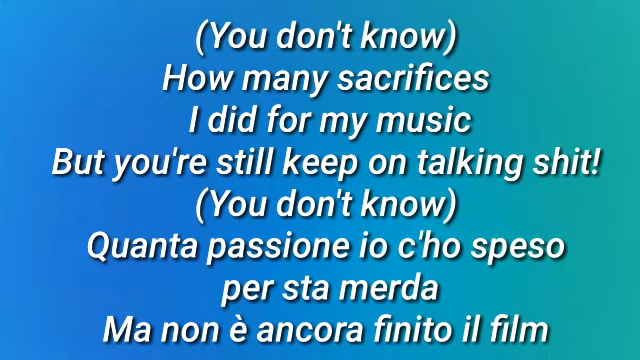 (You don't know)
How many sacrifices
I did for my music
But you're still keep on talking shit!
(You don't know)
Quanta passione io c'ho speso
per sta merda
Ma non è ancora finito il film